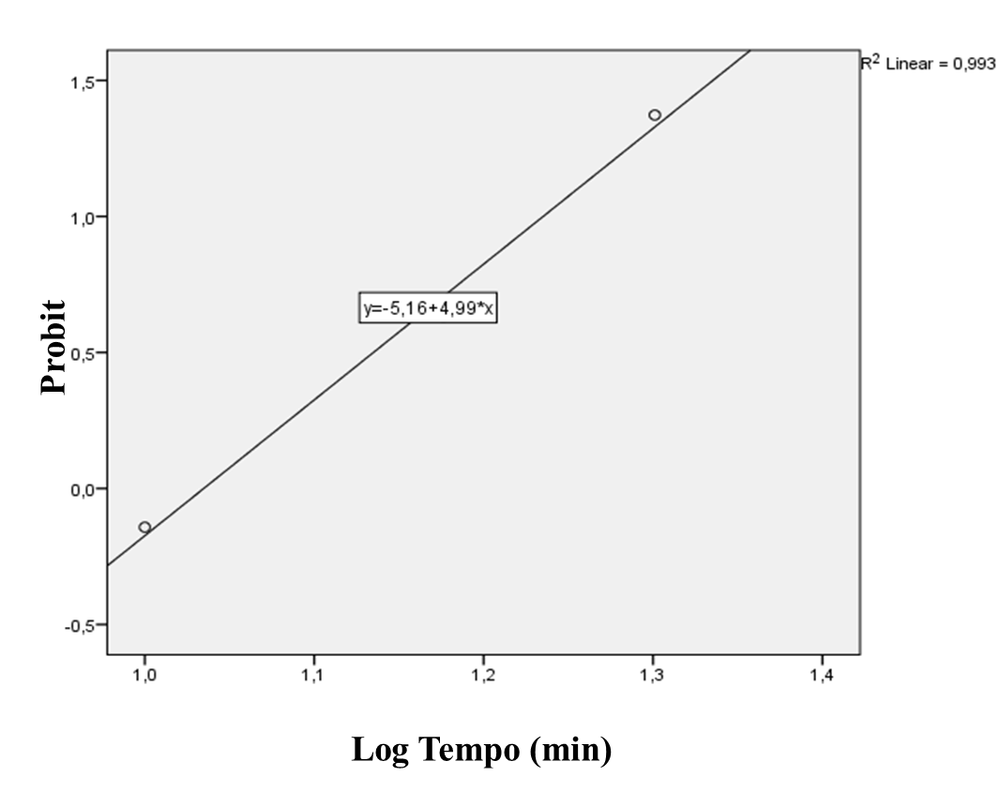 R² Linear = 0,993
1,5
1,0
0,5
0,0
-0,5
Probit
y=-5,16+4,99*x
1,0 1,1 1,2 1,3 1,4
Log Tempo (min)